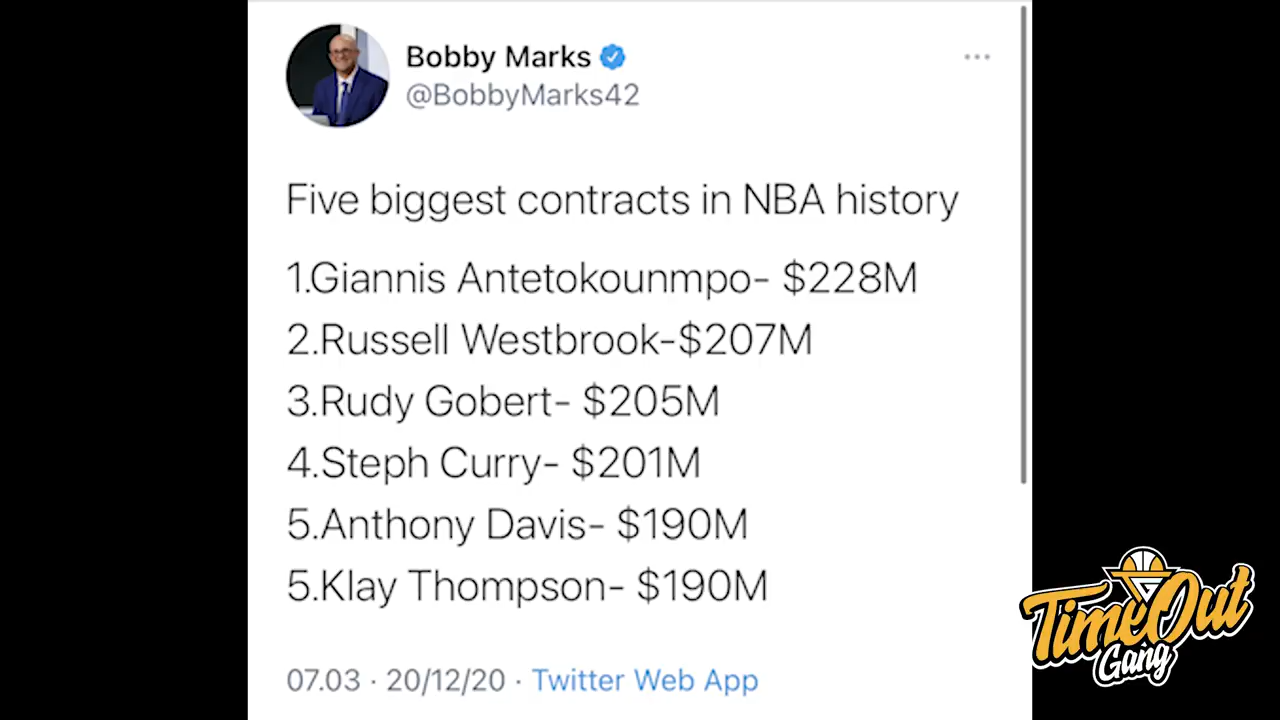 Bobby Marks
@BobbyMarks42
Five biggest contracts in NBA history
1.Giannis Antetokounmpo- $228M
2.Russell Westbrook-$207M
3.Rudy Gobert- $205M
4.Steph Curry- $201M
5.Anthony Davis- $190M
5.Klay Thompson- $190M
07.03 · 20/12/20 · Twitter Web App
TimeOut
Gang